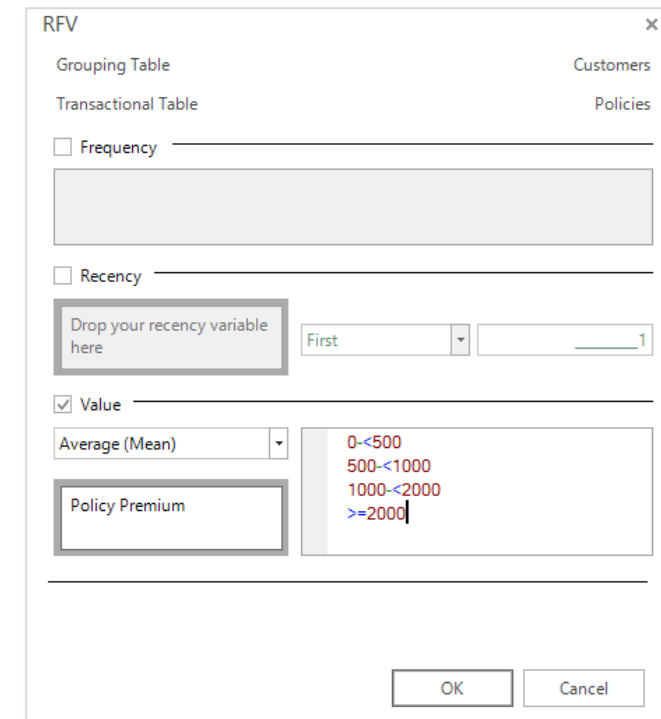 RFV ×
Grouping Table Customers
Transactional Table Policies
Frequency
Recency
Drop your recency variable
here
First
_______1
Value
Average (Mean)
Policy Premium
0-<500
500-<1000
1000-<2000
>=2000
OK Cancel